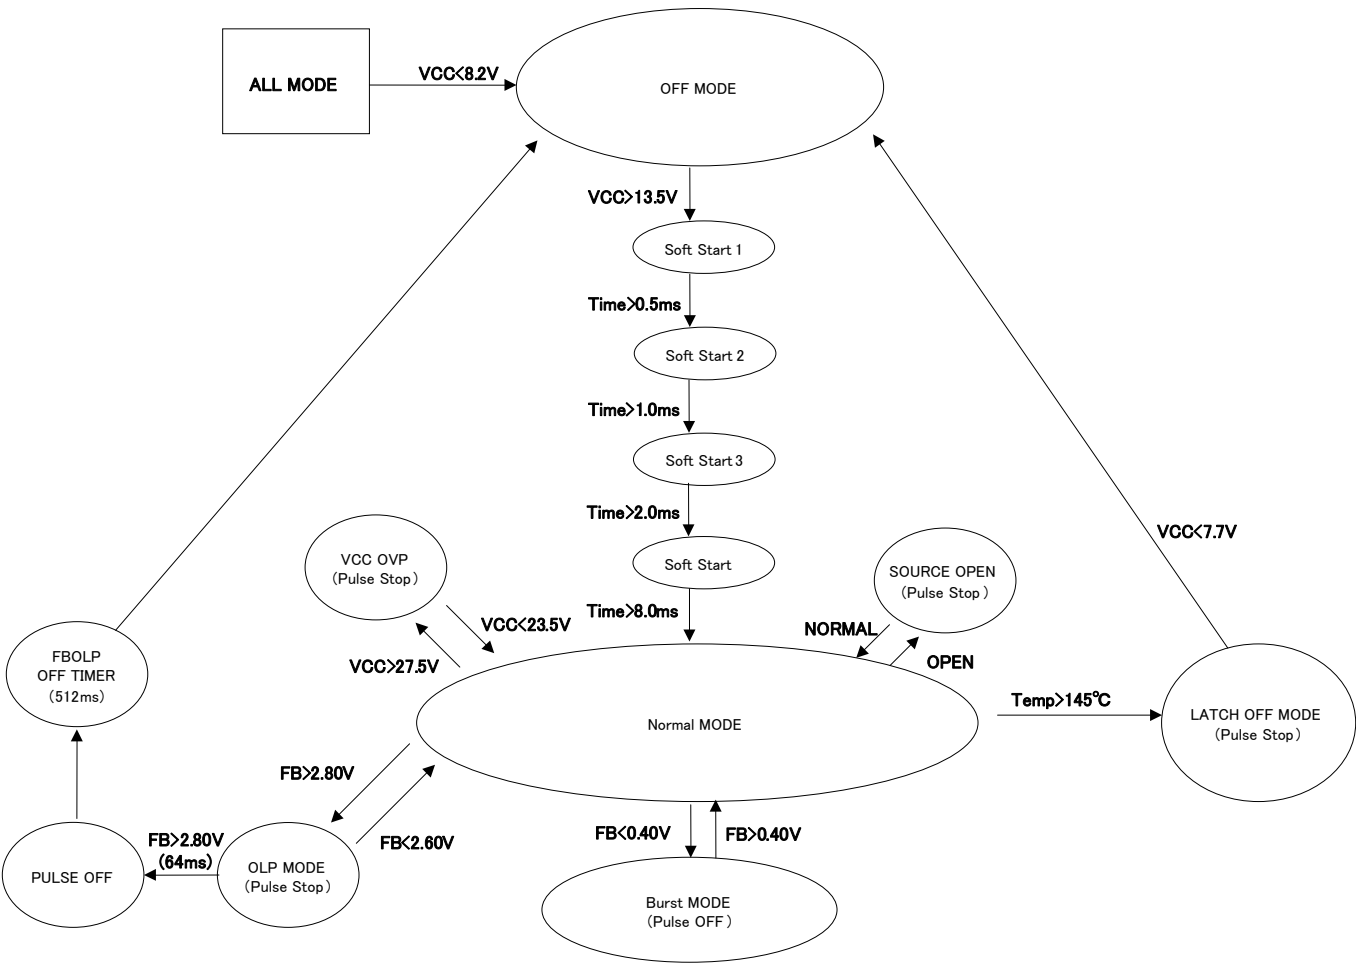 ALL MODE
VCC<8.2V
OFF MODE
VCC>13.5V
Soft Start 1
Time>0.5ms
Soft Start 2
Time>1.0ms
Soft Start 3
Time>2.0ms
Soft Start
Time>8.0ms
VCC OVP
(Pulse Stop)
VCC<23.5V
VCC>27.5V
SOURCE OPEN
(Pulse Stop)
NORMAL
OPEN
VCC<7.7V
FBOLP
OFF TIMER
(512ms)
Normal MODE
Temp>145℃
LATCH OFF MODE
(Pulse Stop)
FB>2.80V
FB<2.60V
FB<0.40V
FB>0.40V
FB>2.80V
(64ms)
PULSE OFF
OLP MODE
(Pulse Stop)
Burst MODE
(Pulse OFF)